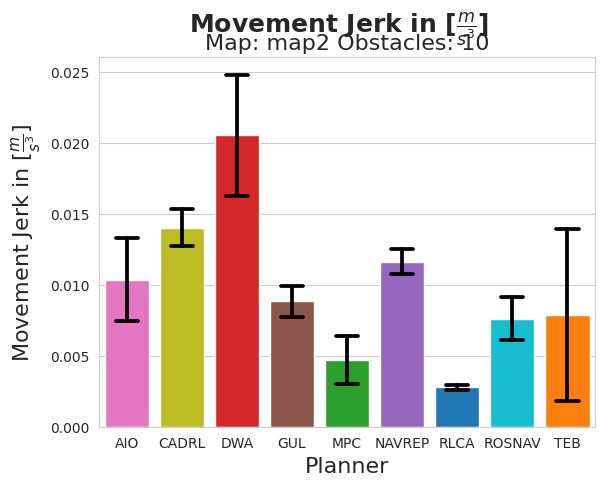 Movement Jerk in [m/s³]
Map: map2 Obstacles: 10
Movement Jerk in [m/s³]
0.025
0.020
0.015
0.010
0.005
0.000
AIO CADRL DWA GUL MPC NAVREP RLCA ROSNAV TEB
Planner